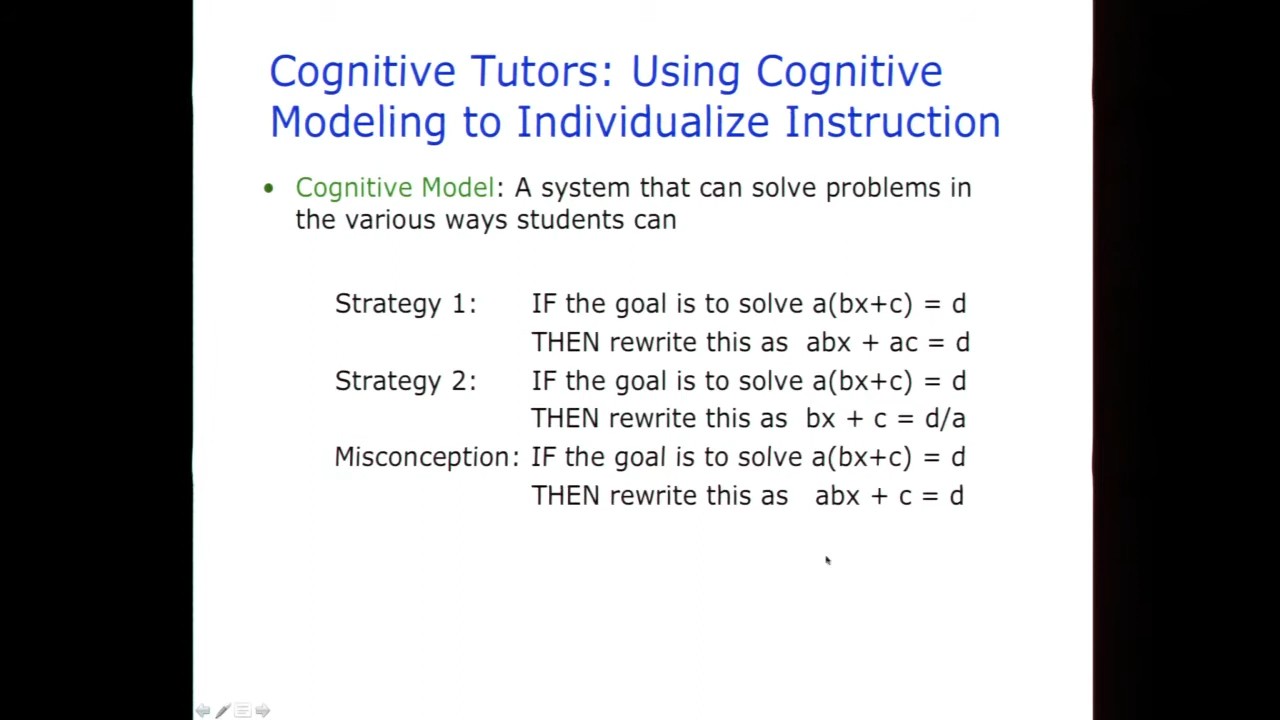 Cognitive Tutors: Using Cognitive
Modeling to Individualize Instruction
• Cognitive Model: A system that can solve problems in
the various ways students can
Strategy 1: IF the goal is to solve a(bx+c) = d
THEN rewrite this as abx + ac = d
Strategy 2: IF the goal is to solve a(bx+c) = d
THEN rewrite this as bx + c = d/a
Misconception: IF the goal is to solve a(bx+c) = d
THEN rewrite this as abx + c = d